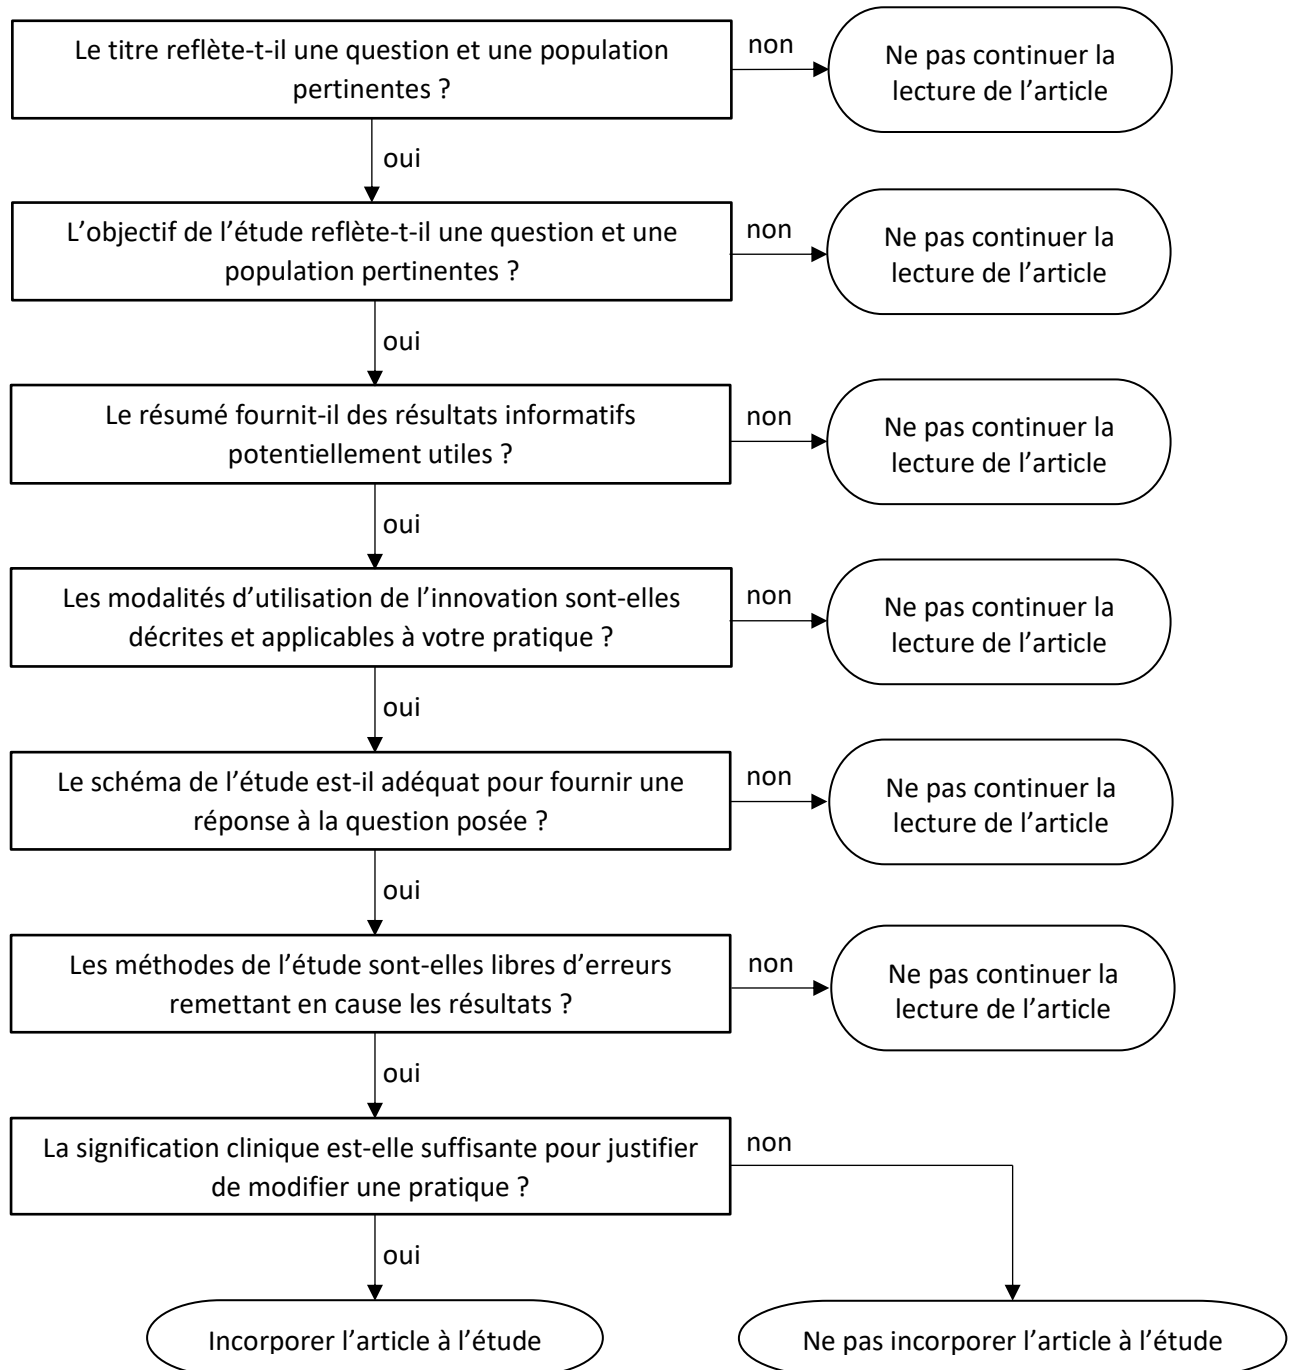 Le titre reflète-t-il une question et une population
pertinentes ?
non
Ne pas continuer la
lecture de l’article
oui
L’objectif de l’étude reflète-t-il une question et une
population pertinentes ?
non
Ne pas continuer la
lecture de l’article
oui
Le résumé fournit-il des résultats informatifs
potentiellement utiles ?
non
Ne pas continuer la
lecture de l’article
oui
Les modalités d’utilisation de l’innovation sont-elles
décrites et applicables à votre pratique ?
non
Ne pas continuer la
lecture de l’article
oui
Le schéma de l’étude est-il adéquat pour fournir une
réponse à la question posée ?
non
Ne pas continuer la
lecture de l’article
oui
Les méthodes de l’étude sont-elles libres d’erreurs
remettant en cause les résultats ?
non
Ne pas continuer la
lecture de l’article
oui
La signification clinique est-elle suffisante pour justifier
de modifier une pratique ?
non
oui
Incorporer l’article à l’étude
Ne pas incorporer l’article à l’étude